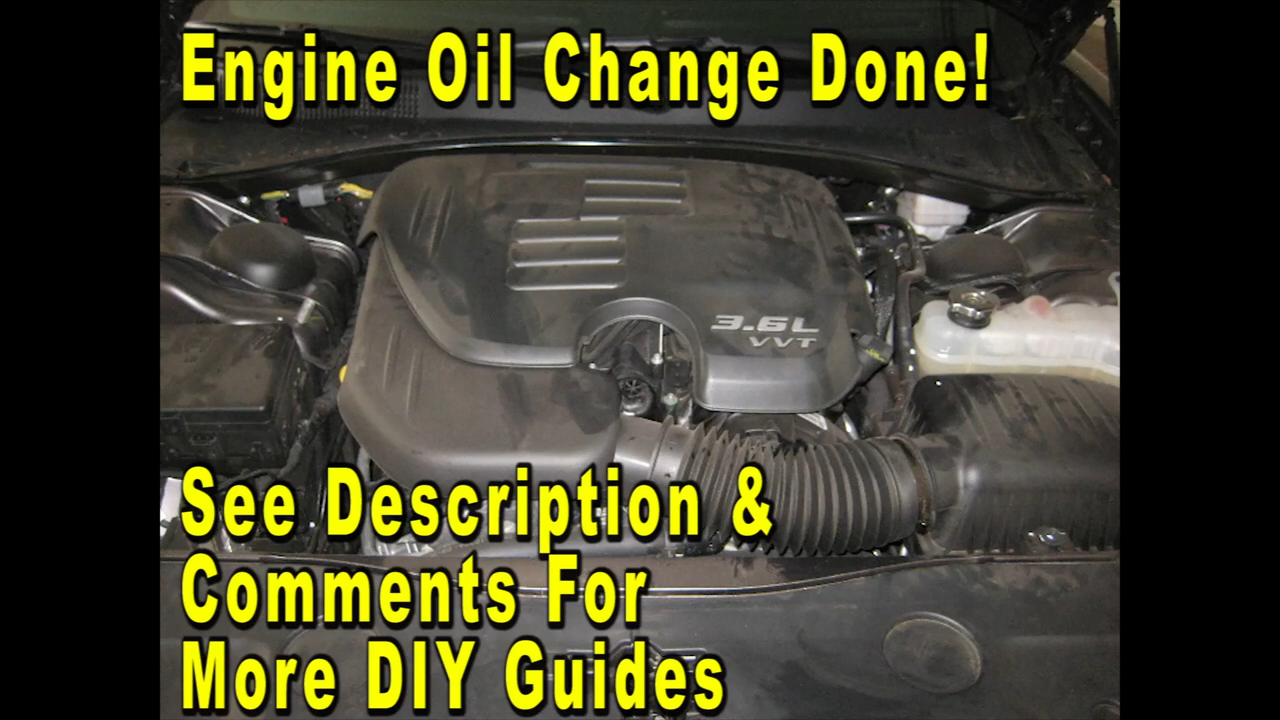 Engine Oil Change Done!
3.6L
VVT
See Description &
Comments For
More DIY Guides